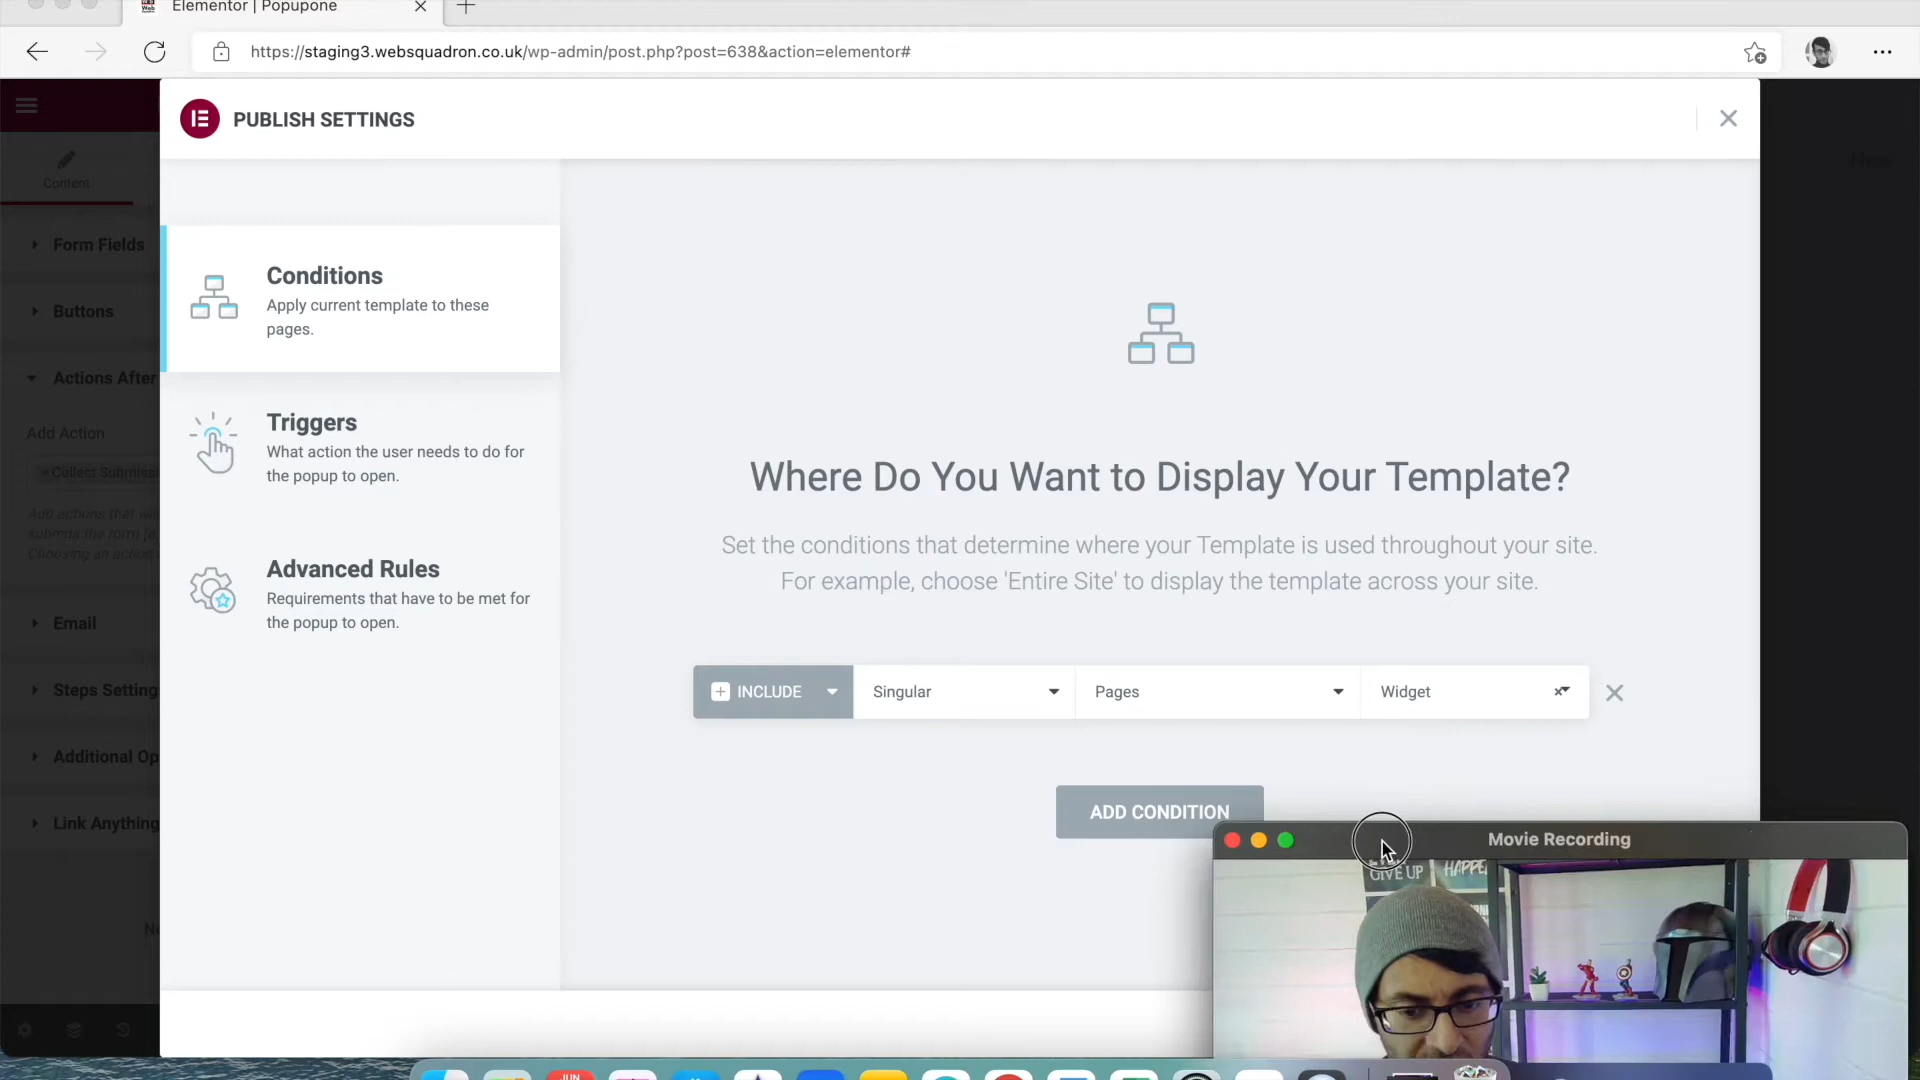 Elementor | Popupone
https://staging3.websquadron.co.uk/wp-admin/post.php?post=638&action=elementor#
PUBLISH SETTINGS
Content
Form Fields
Buttons
Actions After
Add Action
Collect Submiss
Add actions that wi
submits the form (e
Choosing an action
Email
Steps Setting
Additional Op
Link Anything
Conditions
Apply current template to these
pages.
Triggers
What action the user needs to do for
the popup to open.
Advanced Rules
Requirements that have to be met for
the popup to open.
Where Do You Want to Display Your Template?
Set the conditions that determine where your Template is used throughout your site.
For example, choose 'Entire Site' to display the template across your site.
INCLUDE Singular Pages Widget
ADD CONDITION
Movie Recording
GIVE UP
HAPPE
JUN